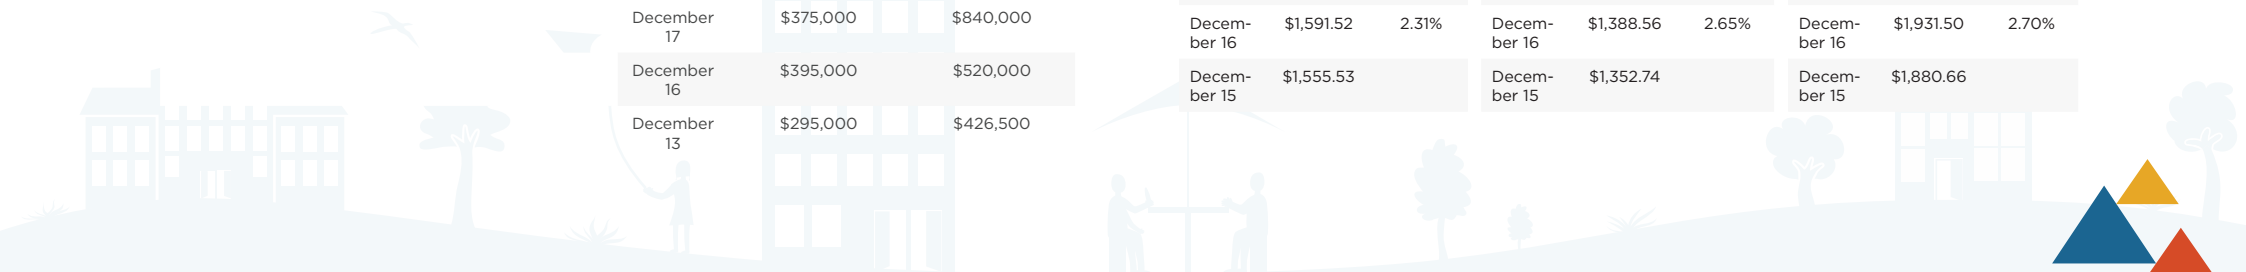 December $375,000 $840,000
17
December $395,000 $520,000
16
December $295,000 $426,500
13
Decem- $1,591.52 2.31%
ber 16
Decem- $1,555.53
ber 15
Decem- $1,388.56 2.65%
ber 16
Decem- $1,352.74
ber 15
Decem- $1,931.50 2.70%
ber 16
Decem- $1,880.66
ber 15